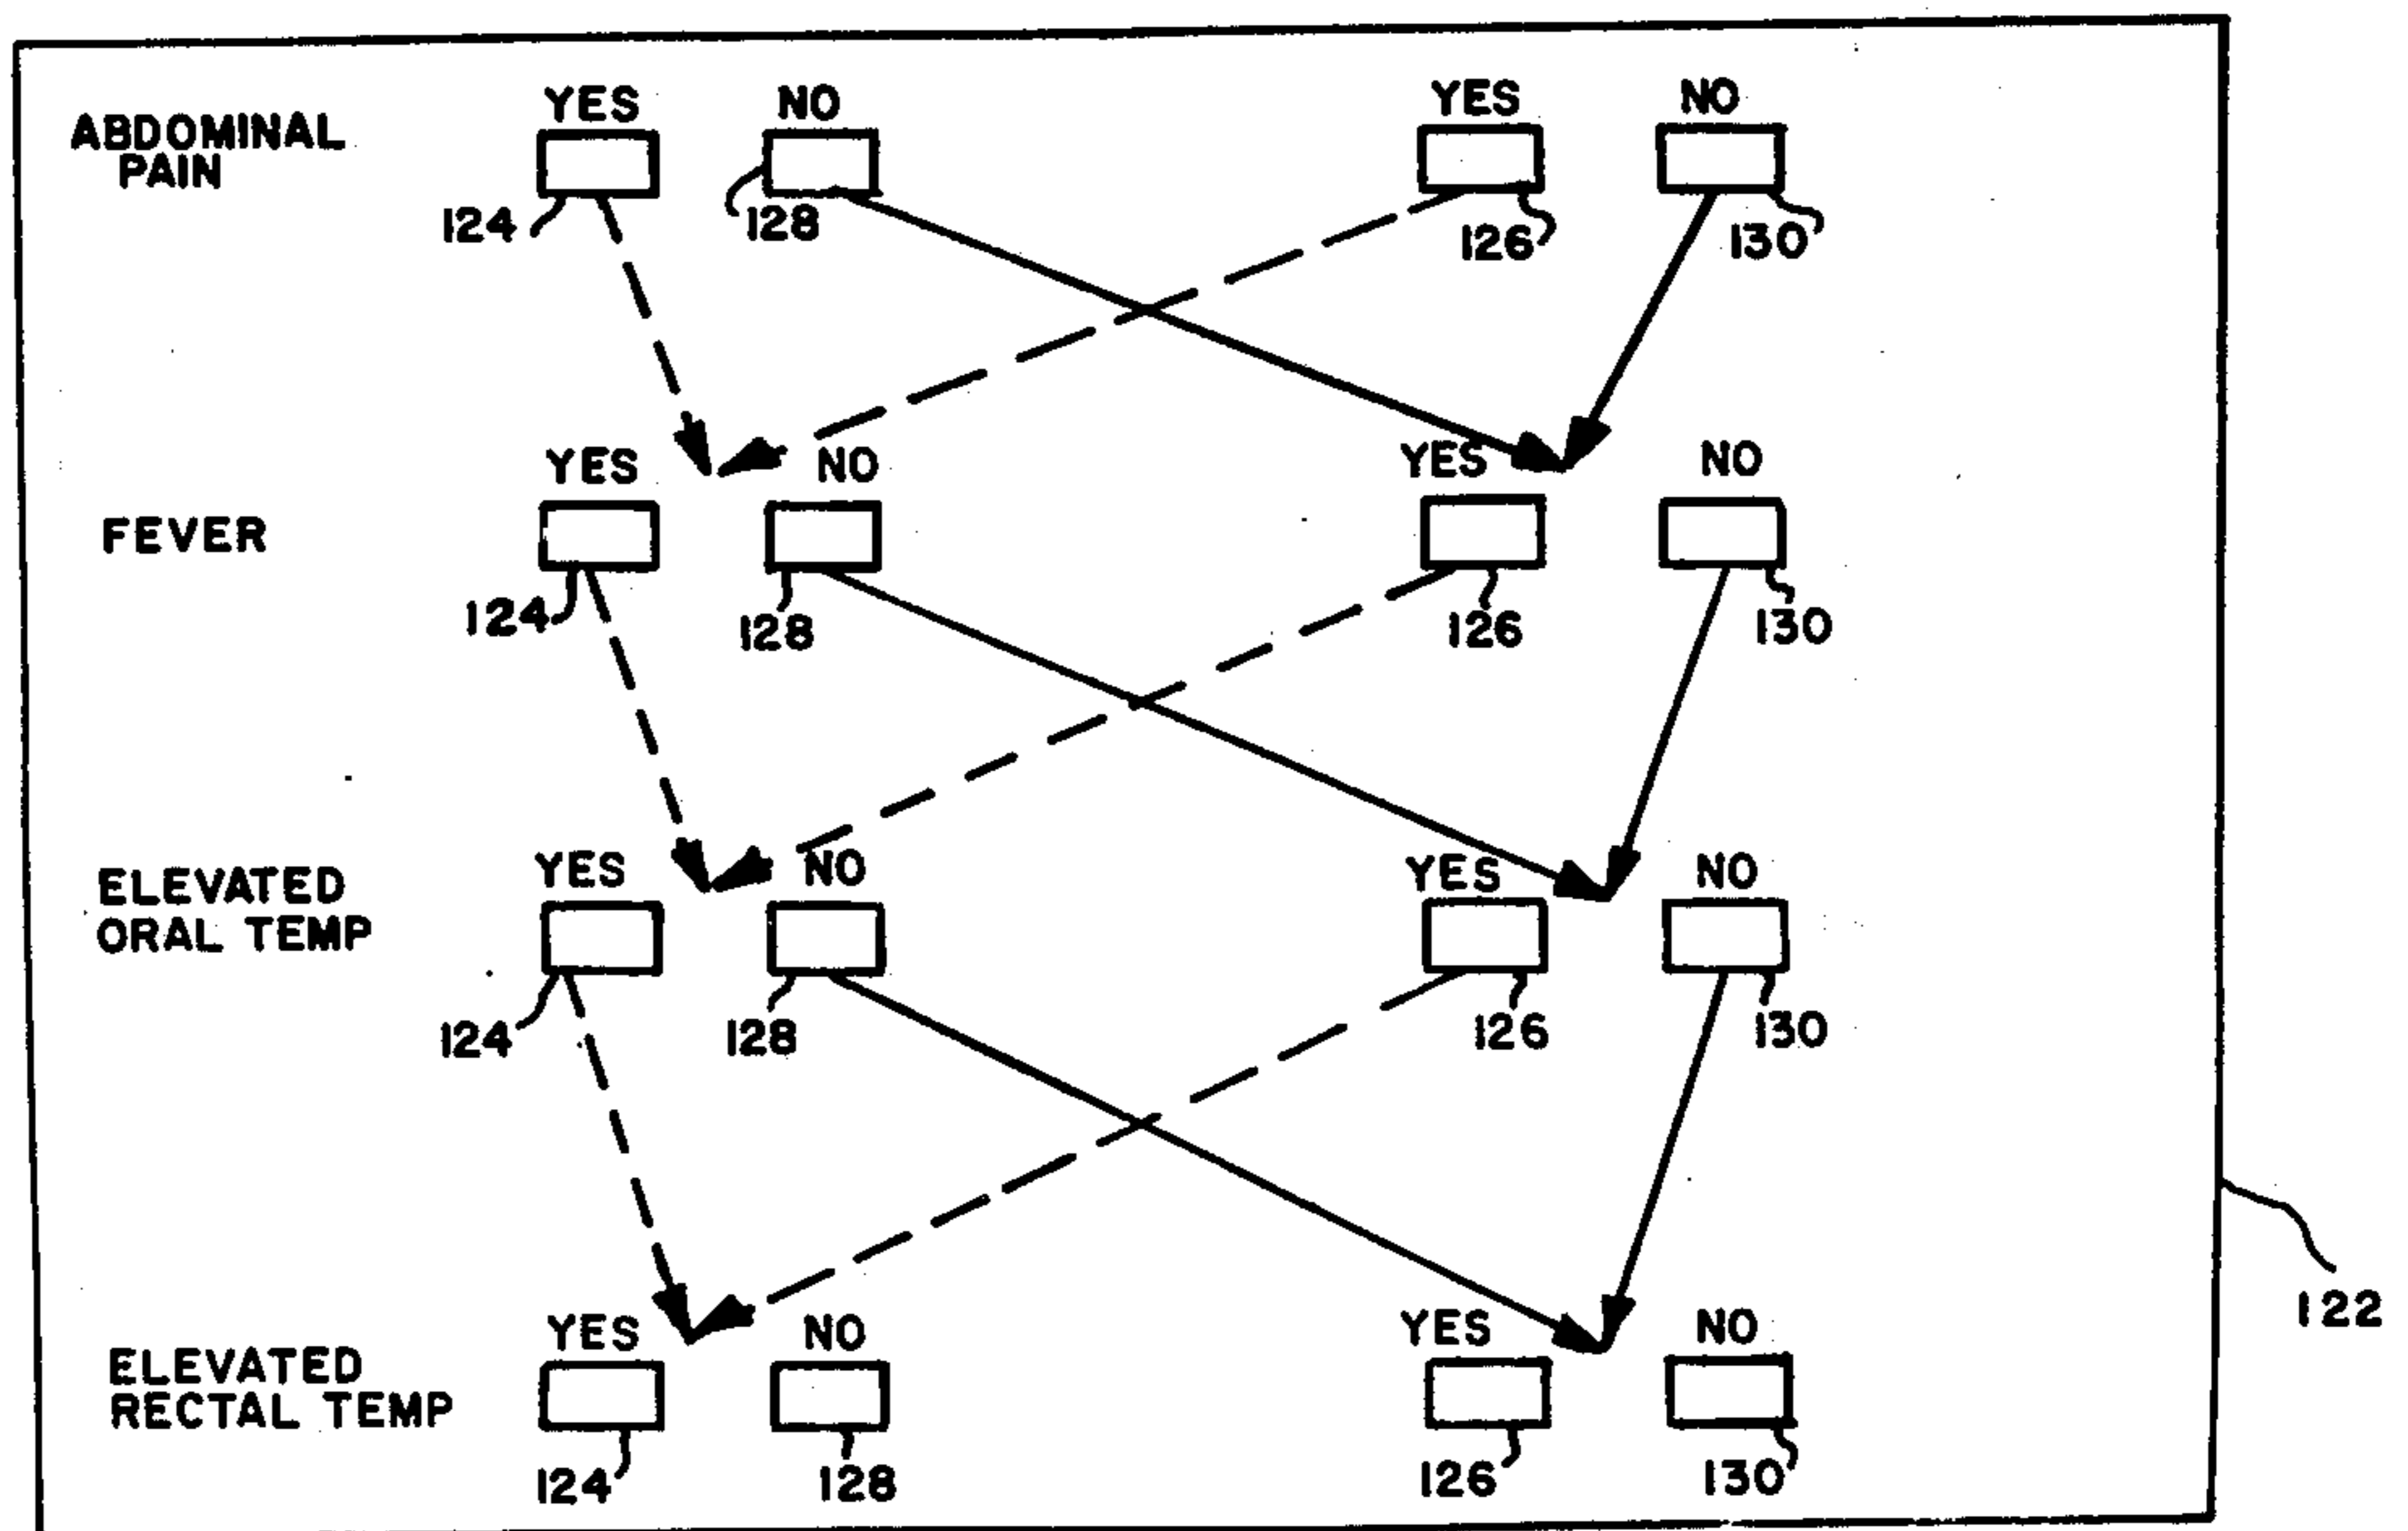 YES NO YES NO
ABDOMINAL
PAIN
124 128 126 130
YES NO YES NO
FEVER
124 128 126 130
YES NO YES NO
ELEVATED
ORAL TEMP
124 128 126 130
122
YES NO YES NO
ELEVATED
RECTAL TEMP
124 128 126 130